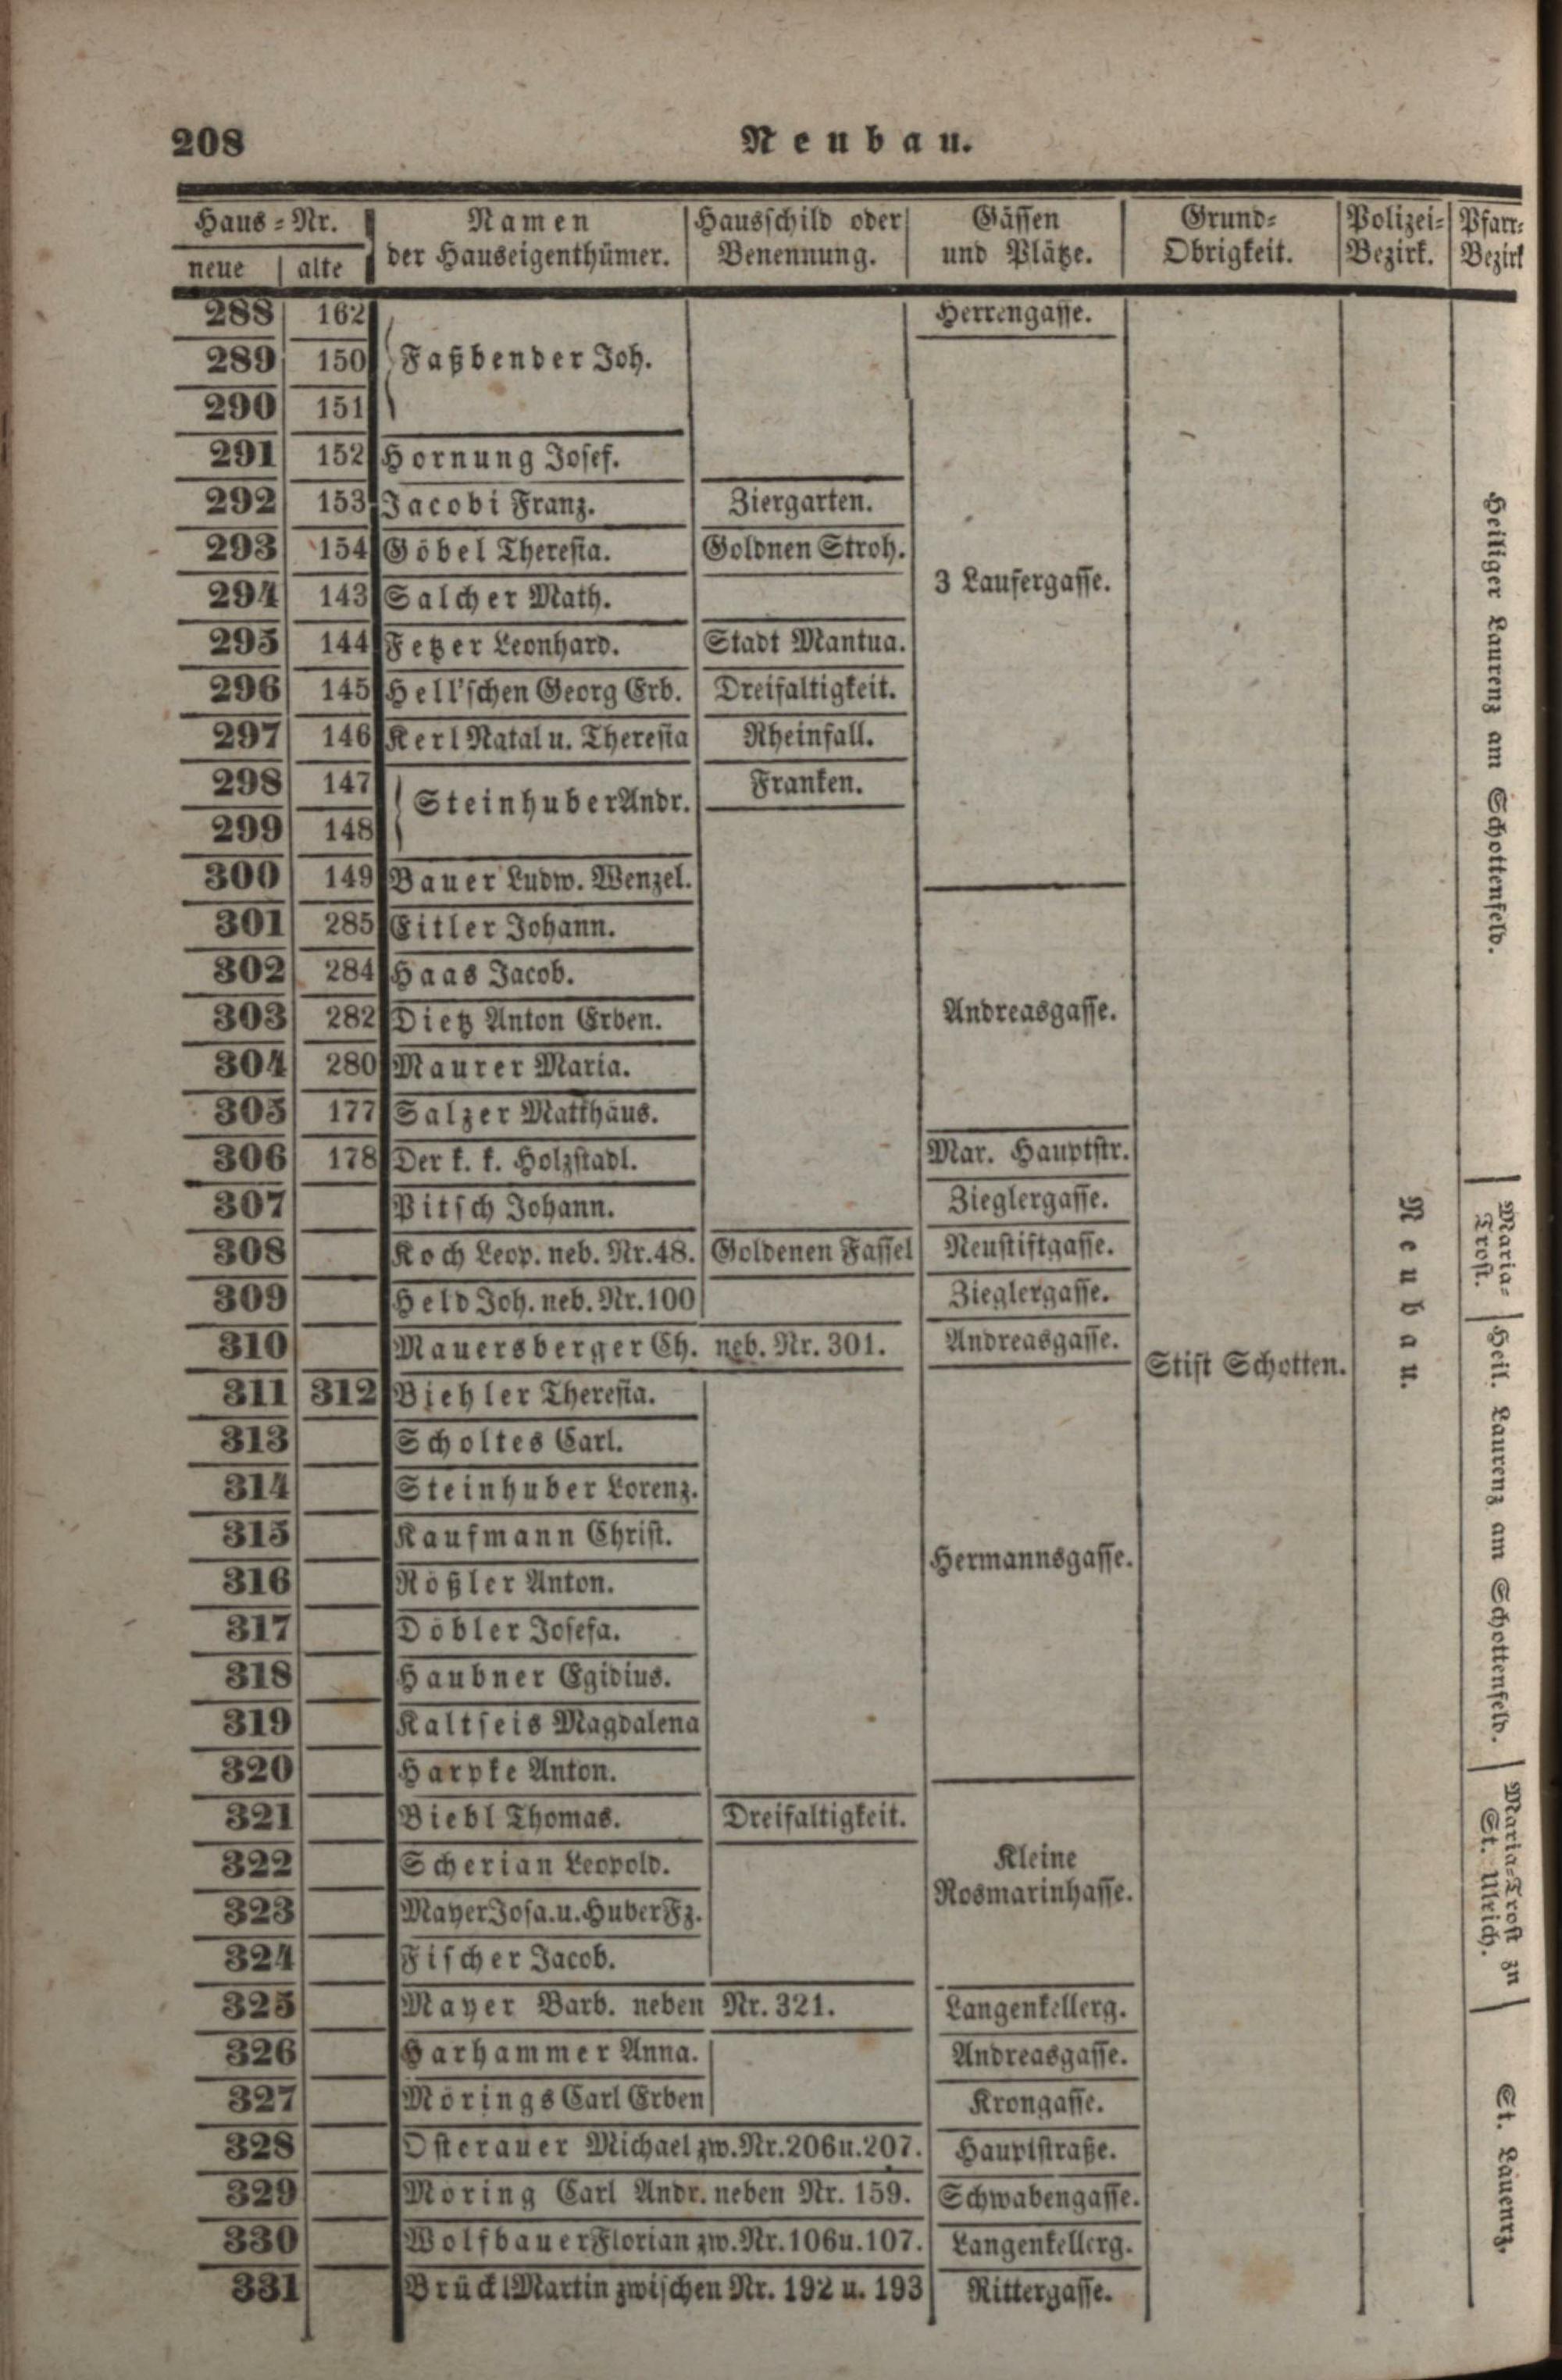 208 Neubau.
Haus-Nr. Namen Hausschild oder Gässen Grund- Polizei- Pfarr-
neue alte der Hauseigenthümer. Benennung. und Plätze. Obrigkeit. Bezirk. Bezirk
288 162 Herrengasse.
289 150 Faßbender Joh.
290 151
291 152 Hornung Josef.
292 153 Jacobi Franz. Ziergarten.
293 154 Göbel Theresia. Goldnen Stroh.
3 Laufergasse.
294 143 Salcher Math.
295 144 Fetzer Leonhard. Stadt Mantua.
296 145 Hell'schen Georg Erb. Dreifaltigkeit.
297 146 Kerl Natal u. Theresia Rheinfall.
298 147 Steinhuber Andr. Franken.
299 148
300 149 Bauer Ludw. Wenzel.
301 285 Eitler Johann.
302 284 Haas Jacob.
303 282 Dietz Anton Erben. Andreasgasse.
304 280 Maurer Maria.
305 177 Salzer Matthäus.
306 178 Der k. k. Holzstadl. Mar. Hauptstr.
307 Pitsch Johann. Zieglergasse.
308 Koch Leop. neb. Nr. 48. Goldenen Fassel Neustiftgasse.
309 Held Joh. neb. Nr. 100 Zieglergasse.
310 Mauersberger Ch. neb. Nr. 301. Andreasgasse.
Stift Schotten.
311 312 Biehler Theresia.
313 Scholtes Carl.
314 Steinhuber Lorenz.
315 Kaufmann Christ.
Hermannsgasse.
316 Rößler Anton.
317 Döbler Josefa.
318 Haubner Egidius.
319 Kaltseis Magdalena
320 Harpke Anton.
321 Biebl Thomas. Dreifaltigkeit.
322 Scherian Leopold. Kleine
Rosmarinhasse.
323 Mayer Josa. u. Huber Fz.
324 Fischer Jacob.
325 Mayer Barb. neben Nr. 321. Langenkellerg.
326 Harhammer Anna. Andreasgasse.
327 Mörings Carl Erben Krongasse.
328 Osterauer Michael zw. Nr. 206 u. 207. Hauptstraße.
329 Möring Carl Andr. neben Nr. 159. Schwabengasse.
330 Wolfbauer Florian zw. Nr. 106 u. 107. Langenkellerg.
331 Brückl Martin zwischen Nr. 192 u. 193 Rittergasse.
Neubau.
Heiliger Laurenz am Schottenfeld.
Maria-
Trost.
Heil. Laurenz am Schottenfeld.
Maria-Trost zu
St. Ulrich.
St. Laurenz.